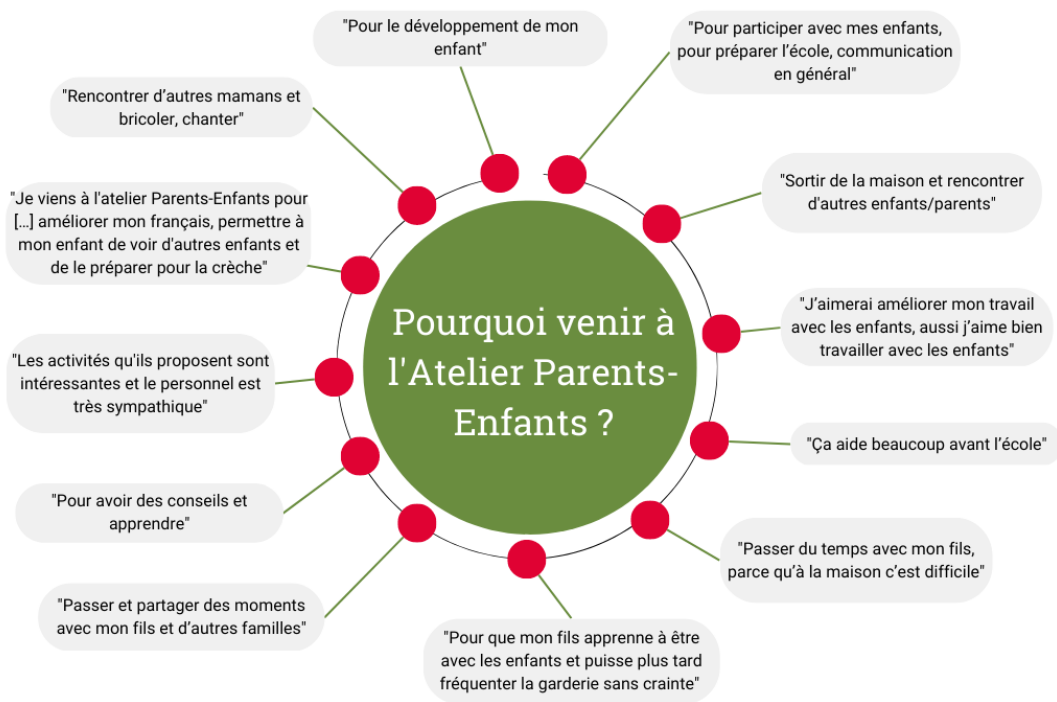 "Pour le développement de mon
enfant"
"Pour participer avec mes enfants,
pour préparer l'école, communication
en général"
"Sortir de la maison et rencontrer
d'autres enfants/parents"
"J'aimerai améliorer mon travail
avec les enfants, aussi j'aime bien
travailler avec les enfants"
"Ça aide beaucoup avant l'école"
"Passer du temps avec mon fils,
parce qu'à la maison c'est difficile"
"Pour que mon fils apprenne à être
avec les enfants et puisse plus tard
fréquenter la garderie sans crainte"
"Passer et partager des moments
avec mon fils et d'autres familles"
"Pour avoir des conseils et
apprendre"
"Les activités qu'ils proposent sont
intéressantes et le personnel est
très sympathique"
"Je viens à l'atelier Parents-Enfants pour
[...] améliorer mon français, permettre à
mon enfant de voir d'autres enfants et
de le préparer pour la crèche"
"Rencontrer d'autres mamans et
bricoler, chanter"
Pourquoi venir à
l'Atelier Parents-
Enfants ?